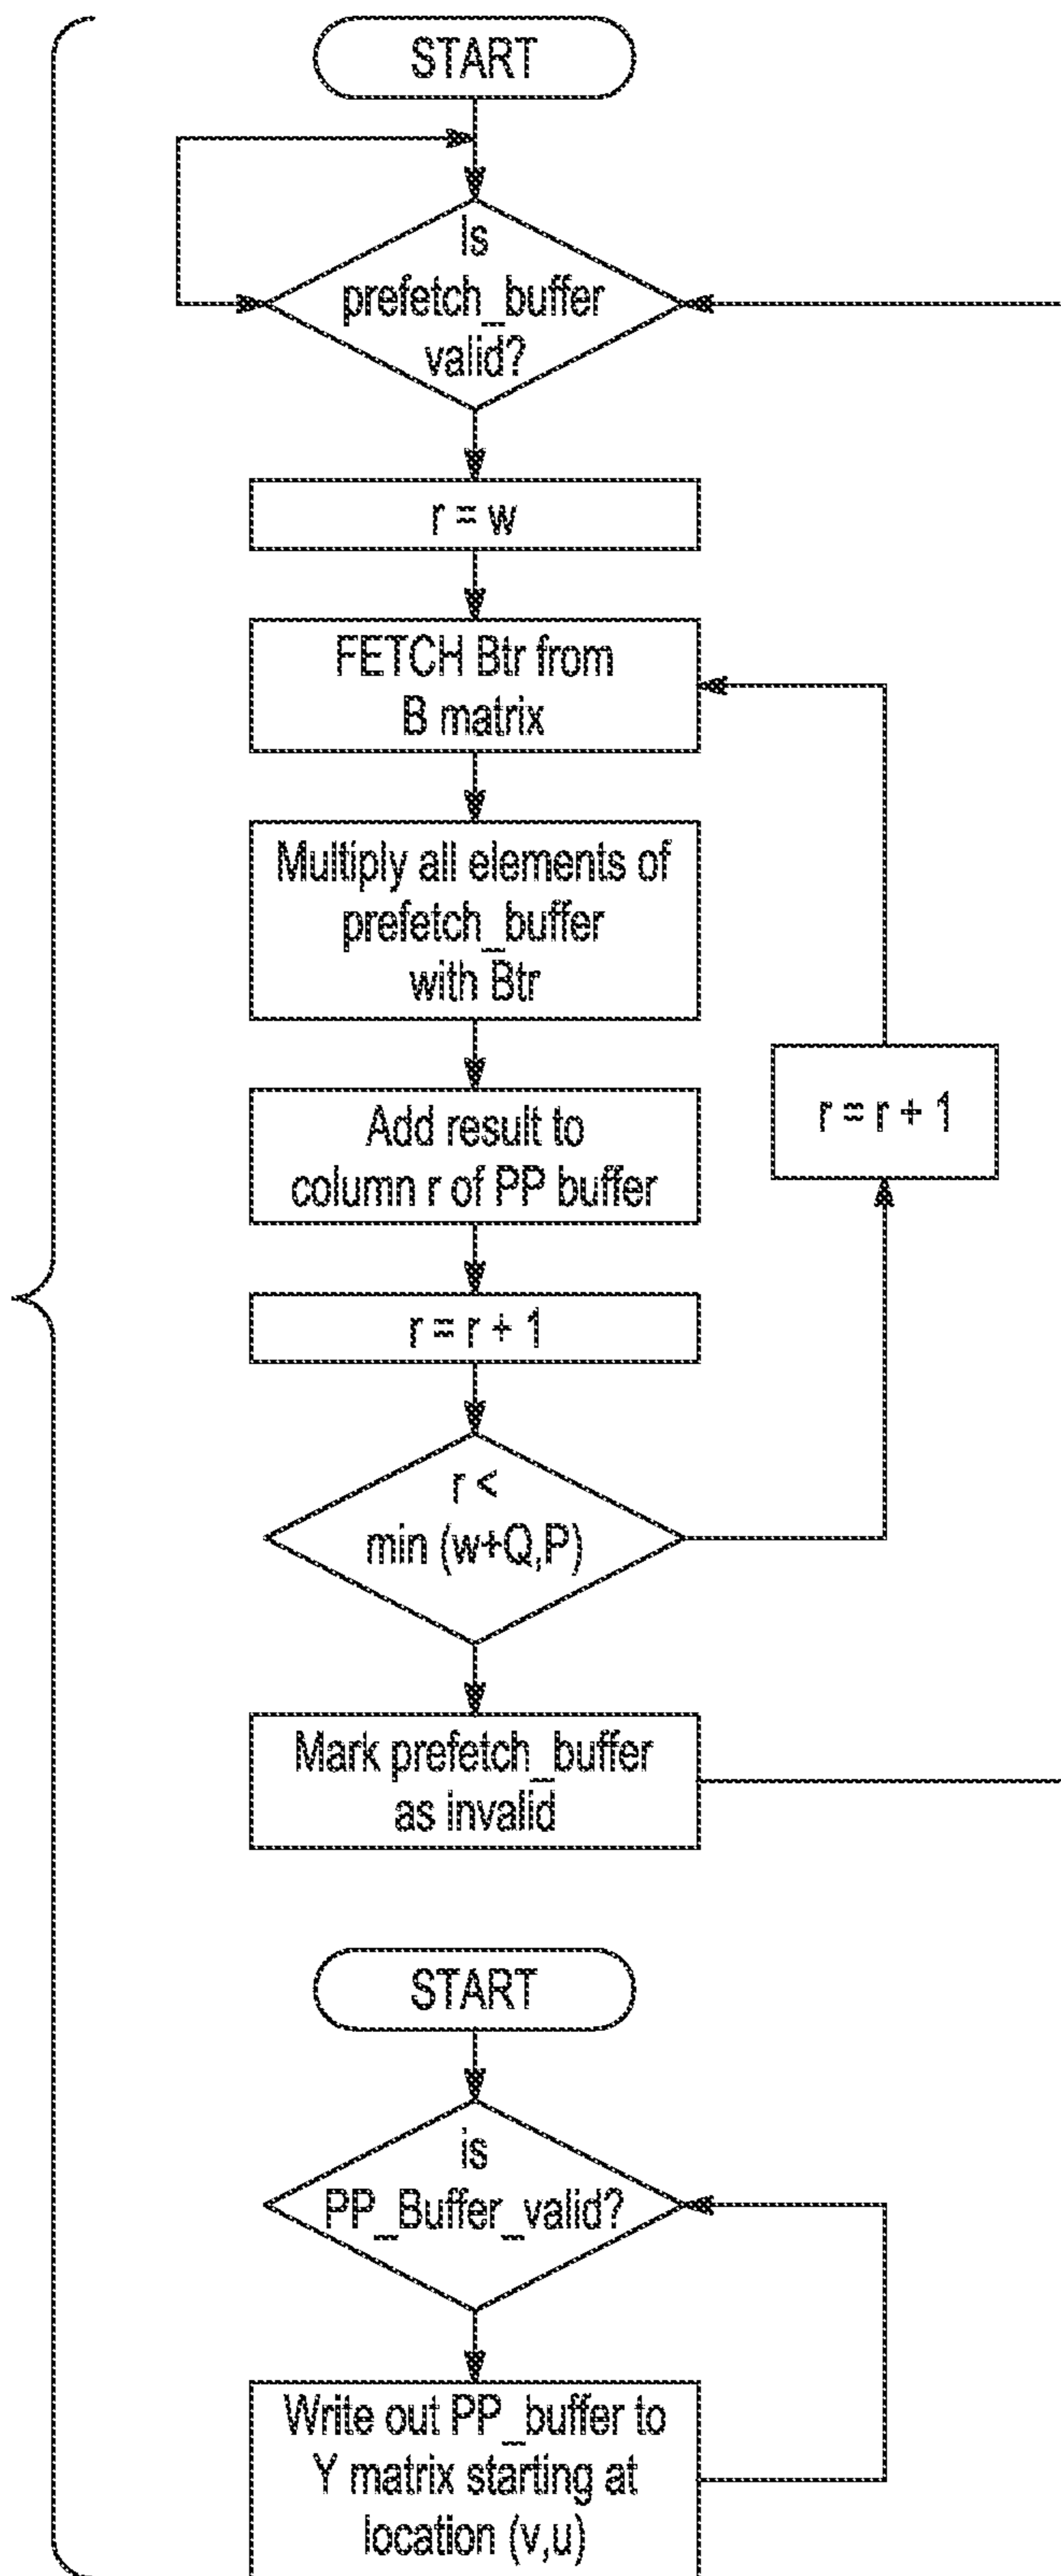 START
Is
prefetch_buffer
valid?
r = w
FETCH Btr from
B matrix
Multiply all elements of
prefetch_buffer
with Btr
Add result to
column r of PP buffer
r = r + 1
r = r + 1
r <
min (w+Q,P)
Mark prefetch_buffer
as invalid
START
is
PP_Buffer_valid?
Write out PP_buffer to
Y matrix starting at
location (v,u)